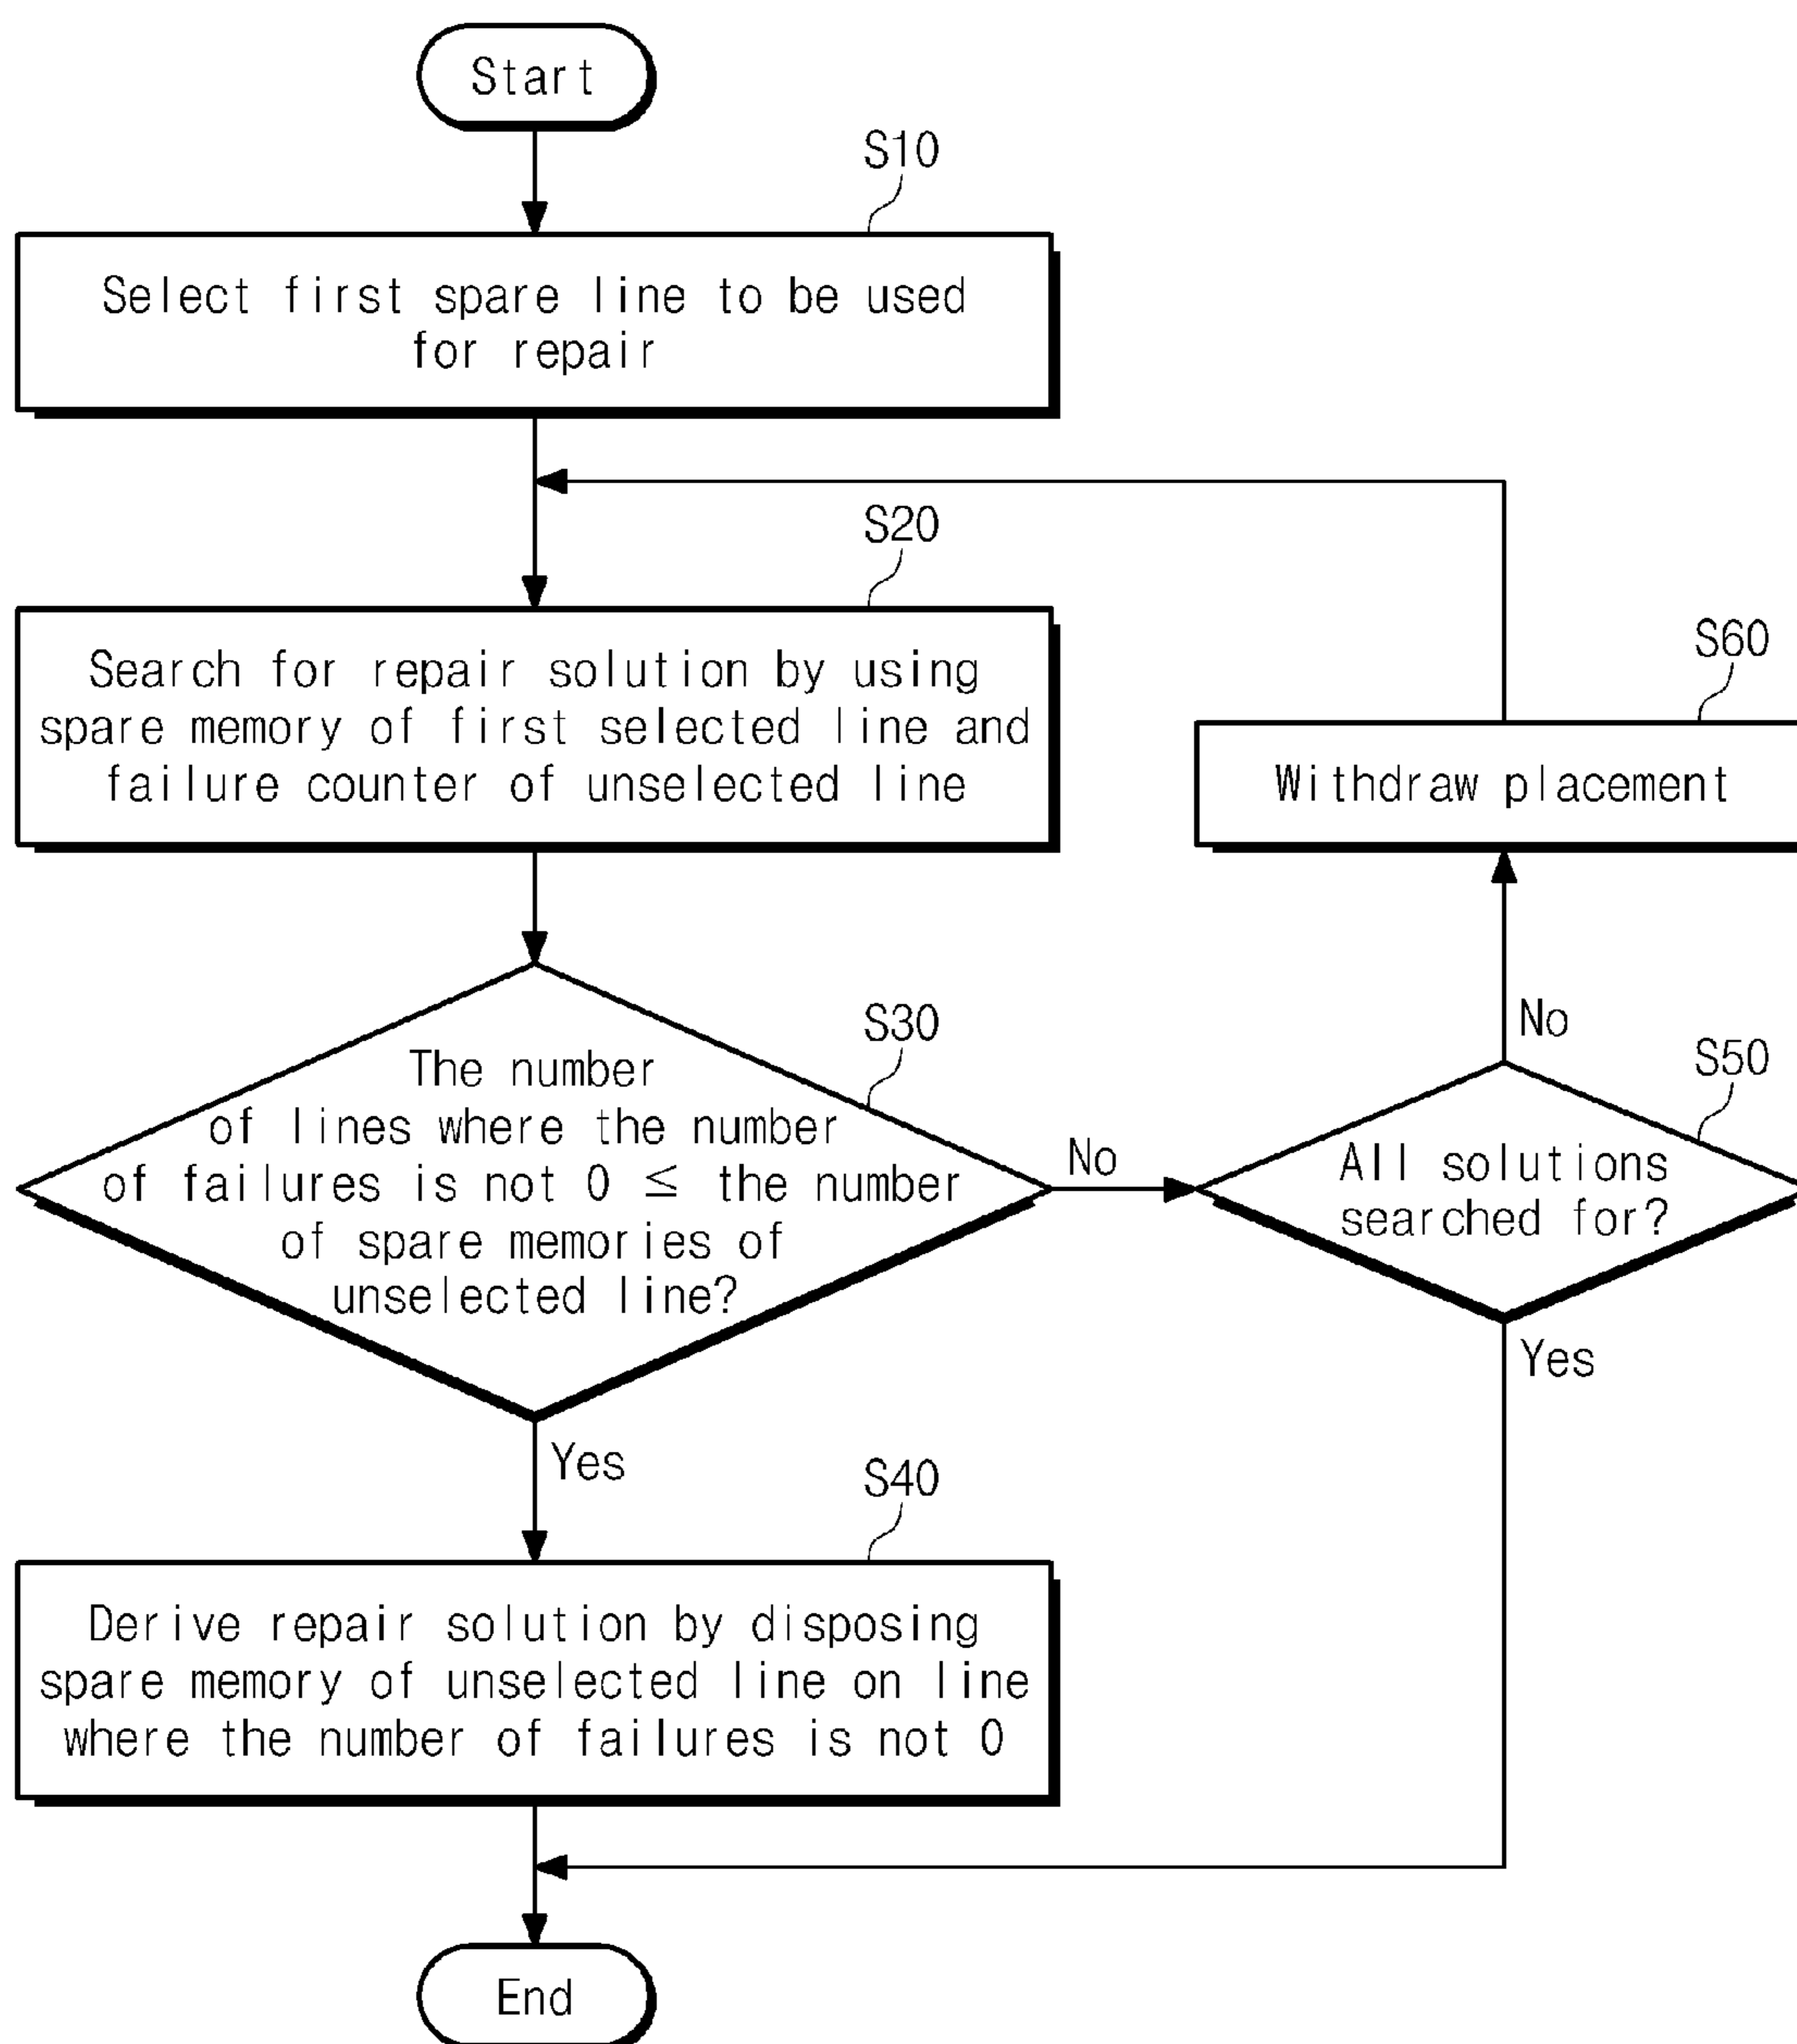 Start
S10
Select first spare line to be used
for repair
S20
Search for repair solution by using
spare memory of first selected line and
failure counter of unselected line
S60
Withdraw placement
S30
The number
of lines where the number
of failures is not 0 ≤ the number
of spare memories of
unselected line?
No
S50
All solutions
searched for?
No
Yes
Yes
S40
Derive repair solution by disposing
spare memory of unselected line on line
where the number of failures is not 0
End